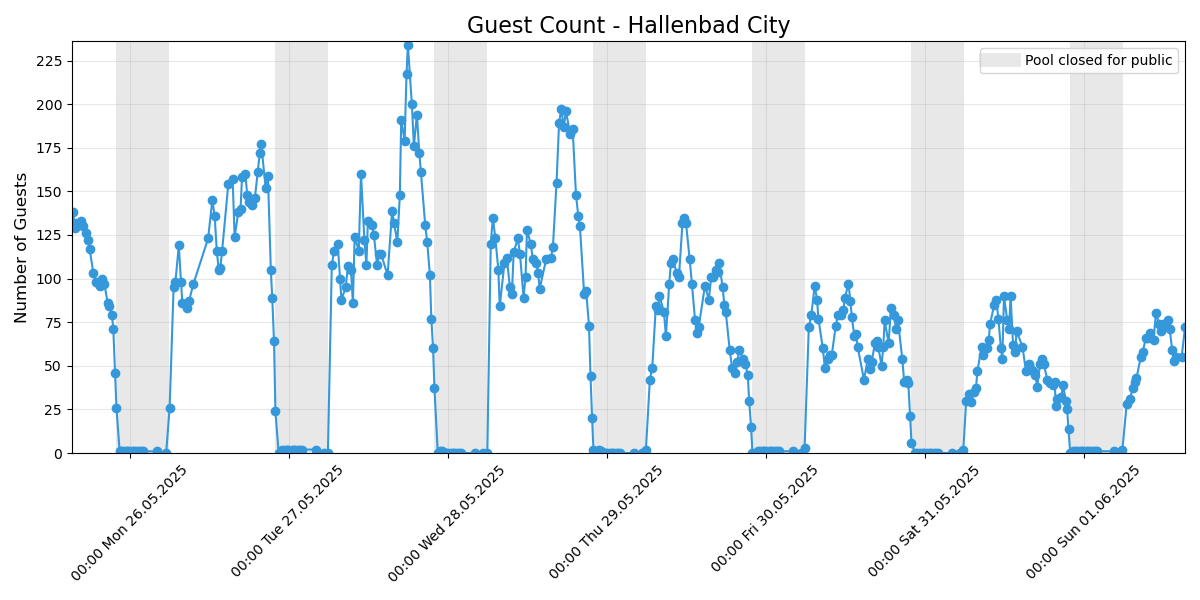 Guest Count - Hallenbad City
Pool closed for public
Number of Guests
225
200
175
150
125
100
75
50
25
0
00:00 Mon 26.05.2025
00:00 Tue 27.05.2025
00:00 Wed 28.05.2025
00:00 Thu 29.05.2025
00:00 Fri 30.05.2025
00:00 Sat 31.05.2025
00:00 Sun 01.06.2025